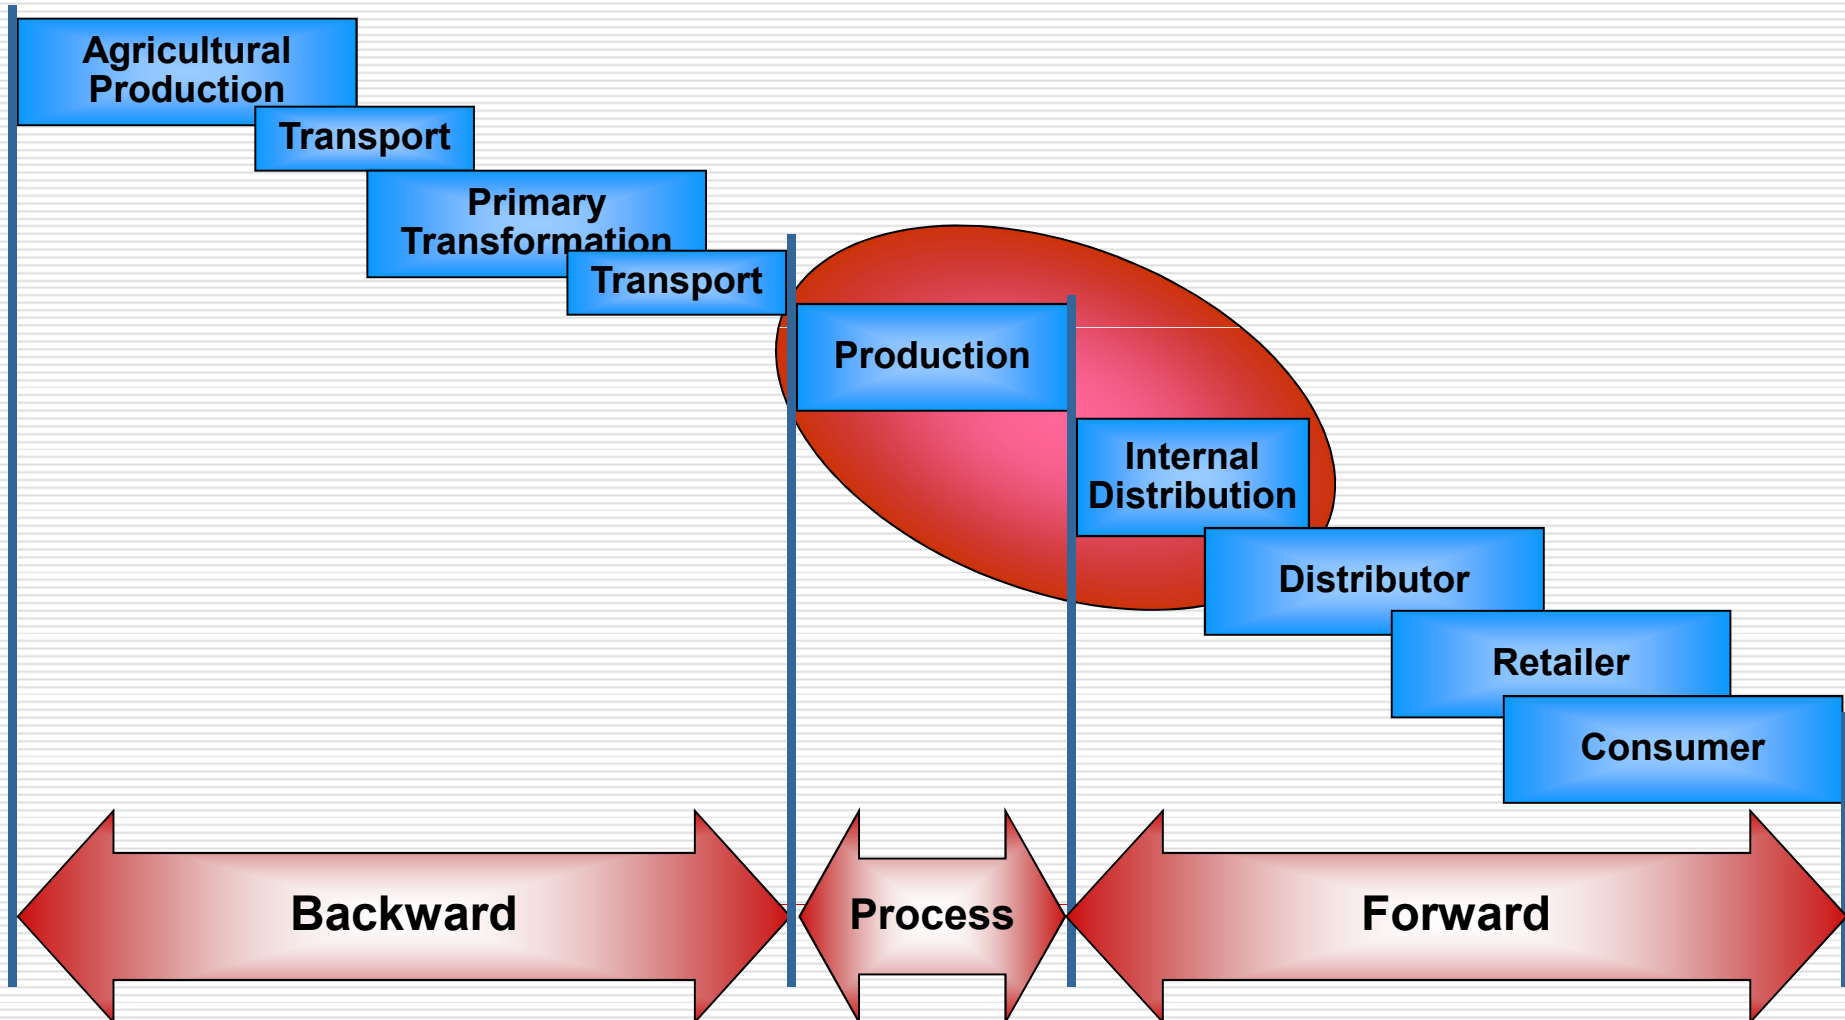 Agricultural
Production
Transport
Primary
Transformation
Transport
Production
Internal
Distribution
Distributor
Retailer
Consumer
Backward
Process
Forward